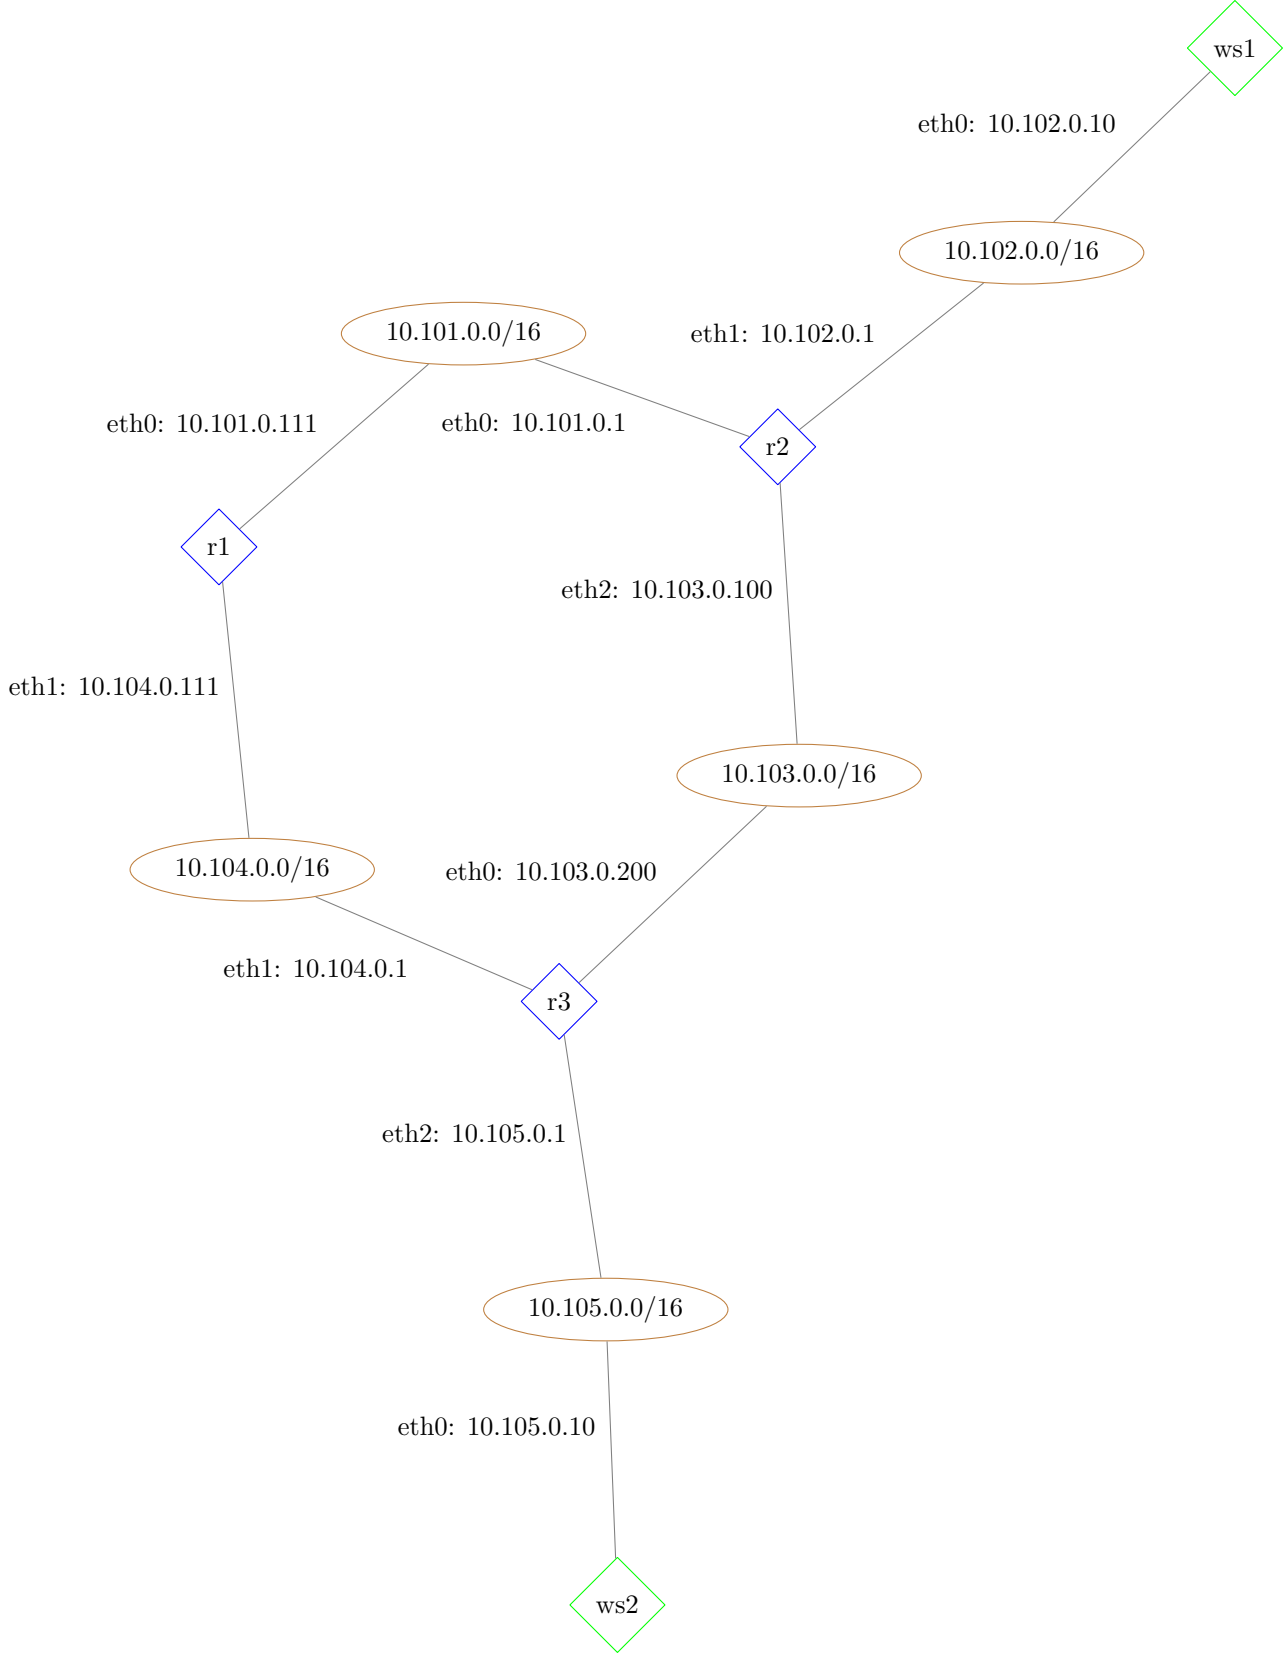 ws1
eth0: 10.102.0.10
10.102.0.0/16
10.101.0.0/16
eth1: 10.102.0.1
eth0: 10.101.0.111
eth0: 10.101.0.1
r2
r1
eth2: 10.103.0.100
eth1: 10.104.0.111
10.103.0.0/16
10.104.0.0/16
eth0: 10.103.0.200
eth1: 10.104.0.1
r3
eth2: 10.105.0.1
10.105.0.0/16
eth0: 10.105.0.10
ws2